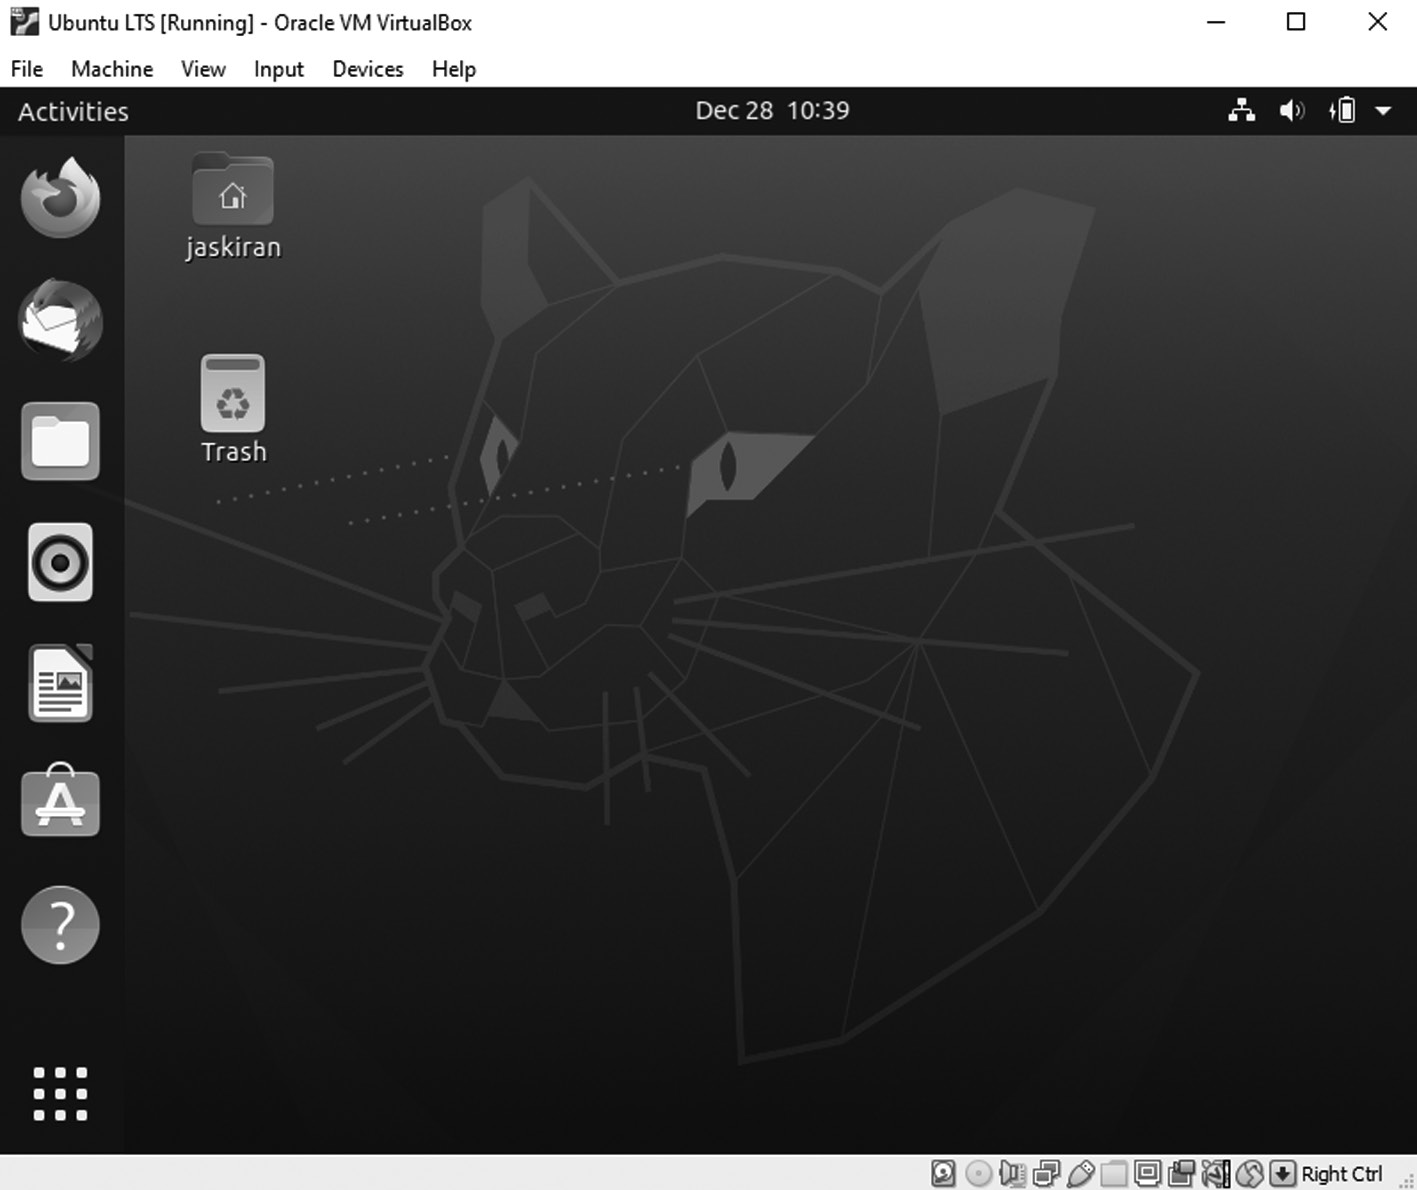 Ubuntu LTS [Running] - Oracle VM VirtualBox
File Machine View Input Devices Help
Activities Dec 28 10:39
jaskiran
Trash
Right Ctrl